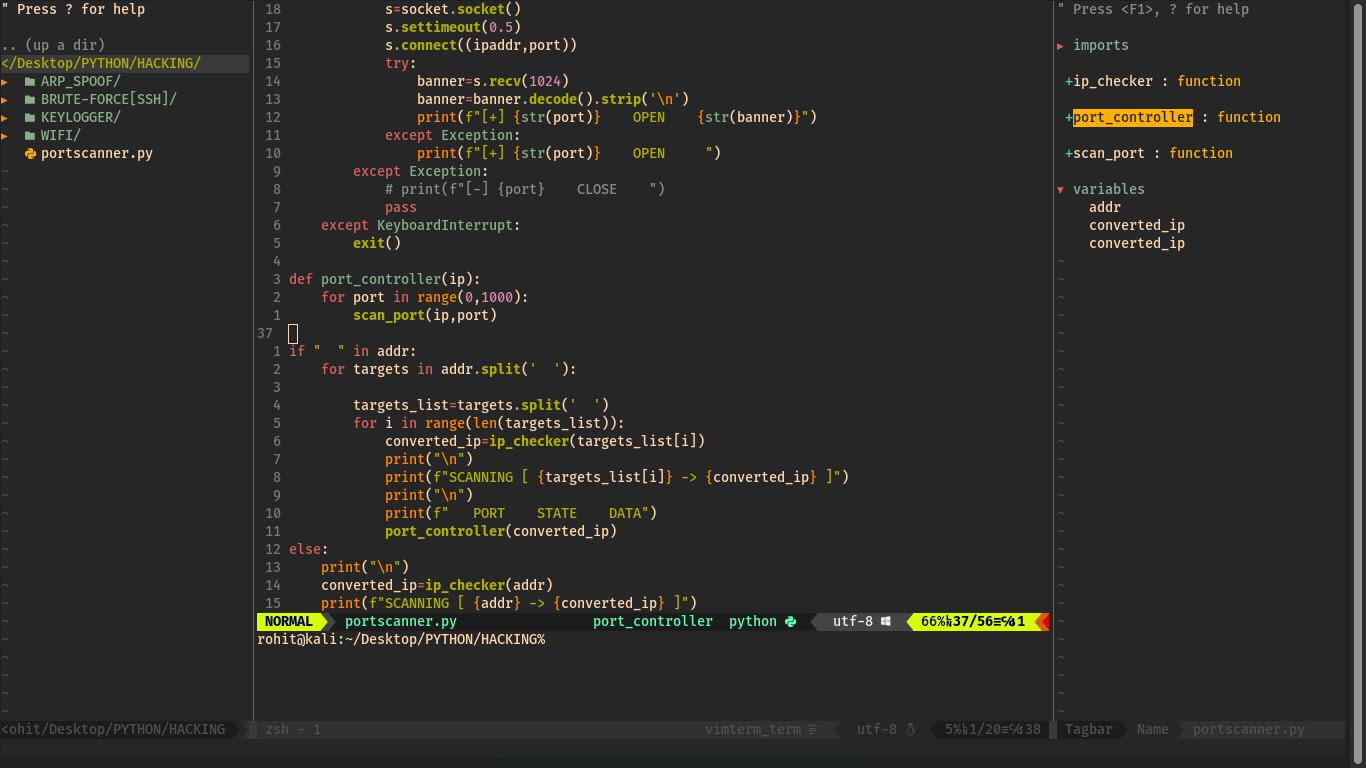 " Press ? for help
.. (up a dir)
</Desktop/PYTHON/HACKING/
▸ ARP_SPOOF/
▸ BRUTE-FORCE[SSH]/
▸ KEYLOGGER/
▸ WIFI/
portscanner.py
18 s=socket.socket()
17 s.settimeout(0.5)
16 s.connect((ipaddr,port))
15 try:
14 banner=s.recv(1024)
13 banner=banner.decode().strip('\n')
12 print(f"[+] {str(port)}    OPEN    {str(banner)}")
11 except Exception:
10 print(f"[+] {str(port)}    OPEN     ")
9 except Exception:
8 # print(f"[-] {port}    CLOSE    ")
7 pass
6 except KeyboardInterrupt:
5 exit()
4
3 def port_controller(ip):
2 for port in range(0,1000):
1 scan_port(ip,port)
37
1 if "  " in addr:
2 for targets in addr.split('  '):
3
4 targets_list=targets.split('  ')
5 for i in range(len(targets_list)):
6 converted_ip=ip_checker(targets_list[i])
7 print("\n")
8 print(f"SCANNING [ {targets_list[i]} -> {converted_ip} ]")
9 print("\n")
10 print(f"   PORT    STATE    DATA")
11 port_controller(converted_ip)
12 else:
13 print("\n")
14 converted_ip=ip_checker(addr)
15 print(f"SCANNING [ {addr} -> {converted_ip} ]")
NORMAL portscanner.py port_controller python utf-8 66%㏑37/56≡℅1
rohit@kali:~/Desktop/PYTHON/HACKING%
" Press <F1>, ? for help
▸ imports
+ip_checker : function
+port_controller : function
+scan_port : function
▾ variables
addr
converted_ip
converted_ip
<ohit/Desktop/PYTHON/HACKING zsh - 1 vimterm_term utf-8 5%㏑1/20≡℅38 Tagbar Name portscanner.py